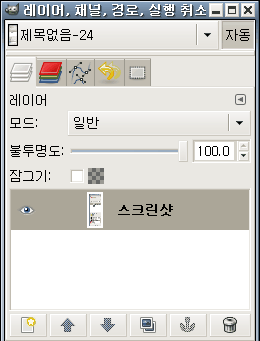 레이어, 채널, 경로, 실행 취소
제목없음-24
자동
레이어
모드:
일반
불투명도:
100.0
잠그기:
스크린샷